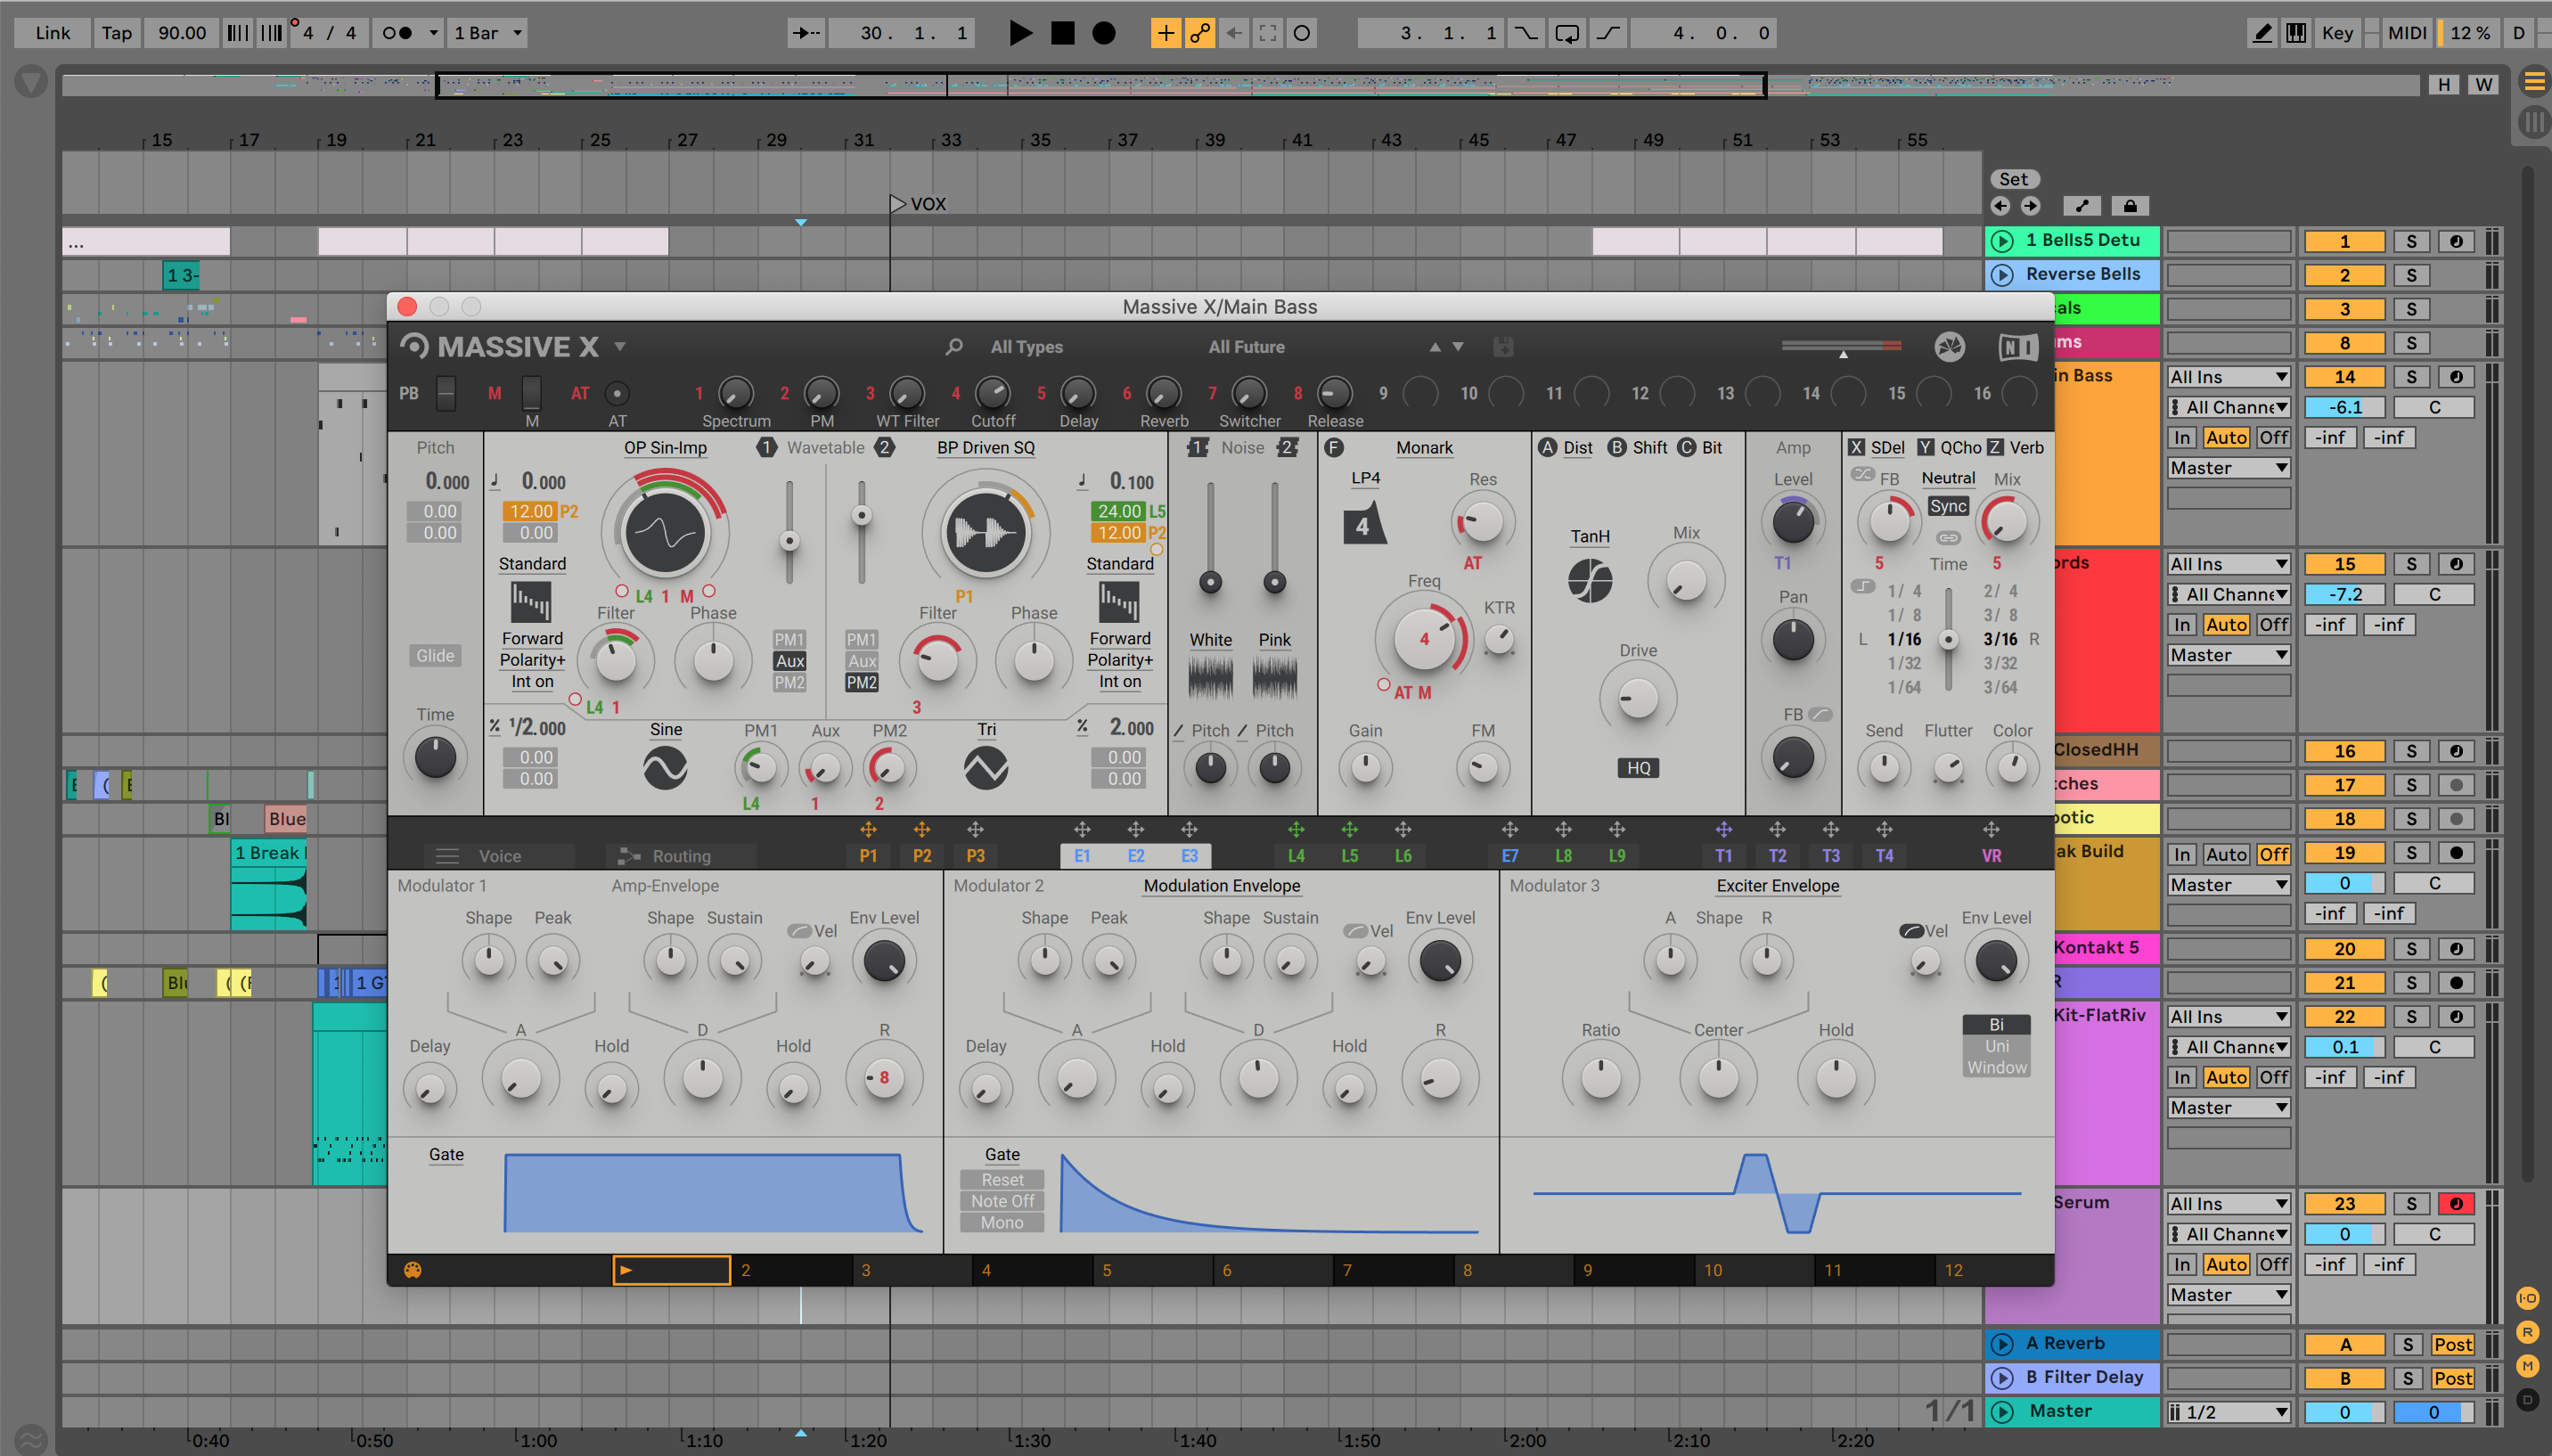 Link Tap 90.00 4 / 4 1 Bar 30. 1. 1 3. 1. 1 4. 0. 0 Key MIDI 12 % D
H W
15 17 19 21 23 25 27 29 31 33 35 37 39 41 43 45 47 49 51 53 55
Set
VOX
...
1 Bells5 Detu 1 S
1 3-
Reverse Bells 2 S
Massive X/Main Bass
als 3 S
MASSIVE X All Types All Future NI
ms 8 S
PB M AT 1 2 3 4 5 6 7 8 9 10 11 12 13 14 15 16
M AT Spectrum PM WT Filter Cutoff Delay Reverb Switcher Release
in Bass All Ins 14 S
All Channe -6.1 C
In Auto Off -inf -inf
Master
Pitch OP Sin-Imp 1 Wavetable 2 BP Driven SQ 1 Noise 2 F Monark A Dist B Shift C Bit Amp X SDel Y QCho Z Verb
0.000 0.000 0.100 LP4 Res Level FB Neutral Mix
0.00 12.00 P2 24.00 L5 4 Sync
0.00 0.00 12.00 P2 TanH Mix
Standard Standard AT T1 5 Time 5
L4 1 M P1 Freq 1/ 4 2/ 4
Filter Phase Filter Phase KTR Pan 1/ 8 3/ 8
Forward PM1 PM1 Forward White Pink 4 L 1/16 3/16 R
Glide Polarity+ Aux Aux Polarity+ Drive 1/32 3/32
Int on PM2 PM2 Int on AT M 1/64 3/64
L4 1 3
Time 1/2.000 Sine PM1 Aux PM2 Tri 2.000 Pitch Pitch Gain FM FB Send Flutter Color
0.00 0.00
0.00 0.00 HQ
L4 1 2
Voice Routing P1 P2 P3 E1 E2 E3 L4 L5 L6 E7 L8 L9 T1 T2 T3 T4 VR
Modulator 1 Amp-Envelope Modulator 2 Modulation Envelope Modulator 3 Exciter Envelope
Shape Peak Shape Sustain Vel Env Level Shape Peak Shape Sustain Vel Env Level A Shape R Vel Env Level
Delay A Hold D Hold R Delay A Hold D Hold R Ratio Center Hold
8
Bi
Uni
Window
Gate Gate
Reset
Note Off
Mono
2 3 4 5 6 7 8 9 10 11 12
ords All Ins 15 S
All Channe -7.2 C
In Auto Off -inf -inf
Master
ClosedHH 16 S
tches 17 S
Bl Blue
otic 18 S
1 Break
ak Build In Auto Off 19 S
Master 0 C
-inf -inf
Kontakt 5 20 S
( Blu ( (F 1 1 G
R 21 S
Kit-FlatRiv All Ins 22 S
All Channe 0.1 C
In Auto Off -inf -inf
Master
Serum All Ins 23 S
All Channe 0 C
In Auto Off -inf -inf
Master
I·O
A Reverb A S Post
R
B Filter Delay B S Post
M
1/1 Master 1/2 0 0
D
0:40 0:50 1:00 1:10 1:20 1:30 1:40 1:50 2:00 2:10 2:20